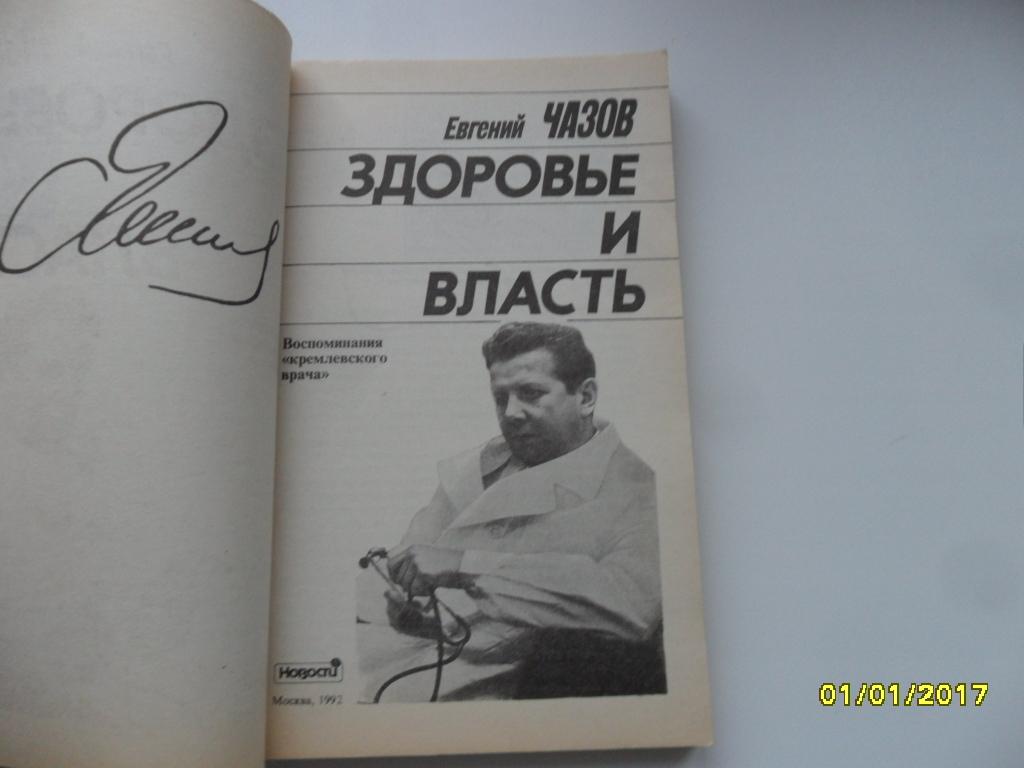 Евгений ЧАЗОВ
ЗДОРОВЬЕ
И
ВЛАСТЬ
Воспоминания
«кремлевского
врача»
Новости
Москва, 1992
01/01/2017